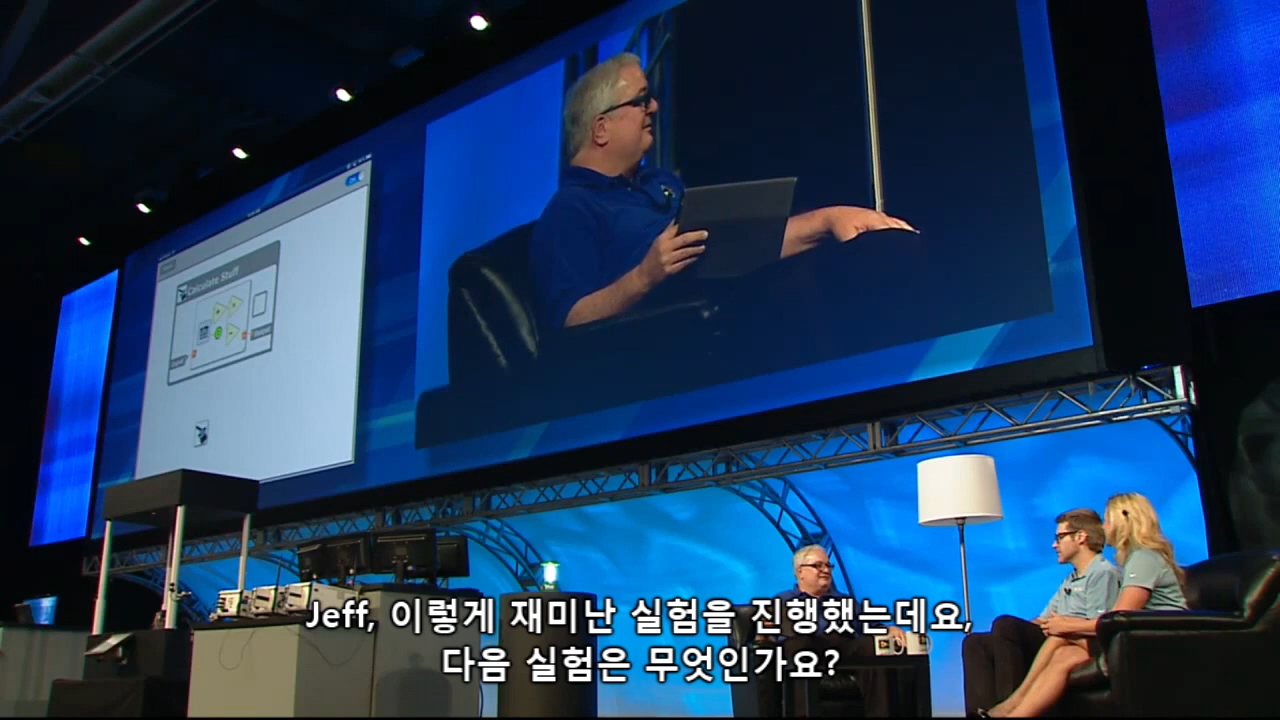 Calculate Stuff
Jeff, 이렇게 재미난 실험을 진행했는데요,
다음 실험은 무엇인가요?